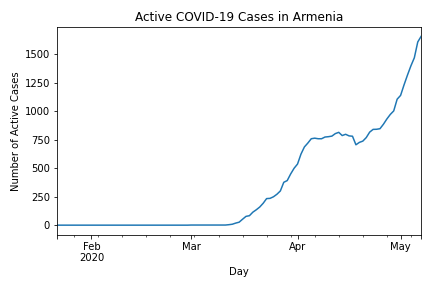 Active COVID-19 Cases in Armenia
Number of Active Cases
1500
1250
1000
750
500
250
0
Feb
2020
Mar
Apr
May
Day